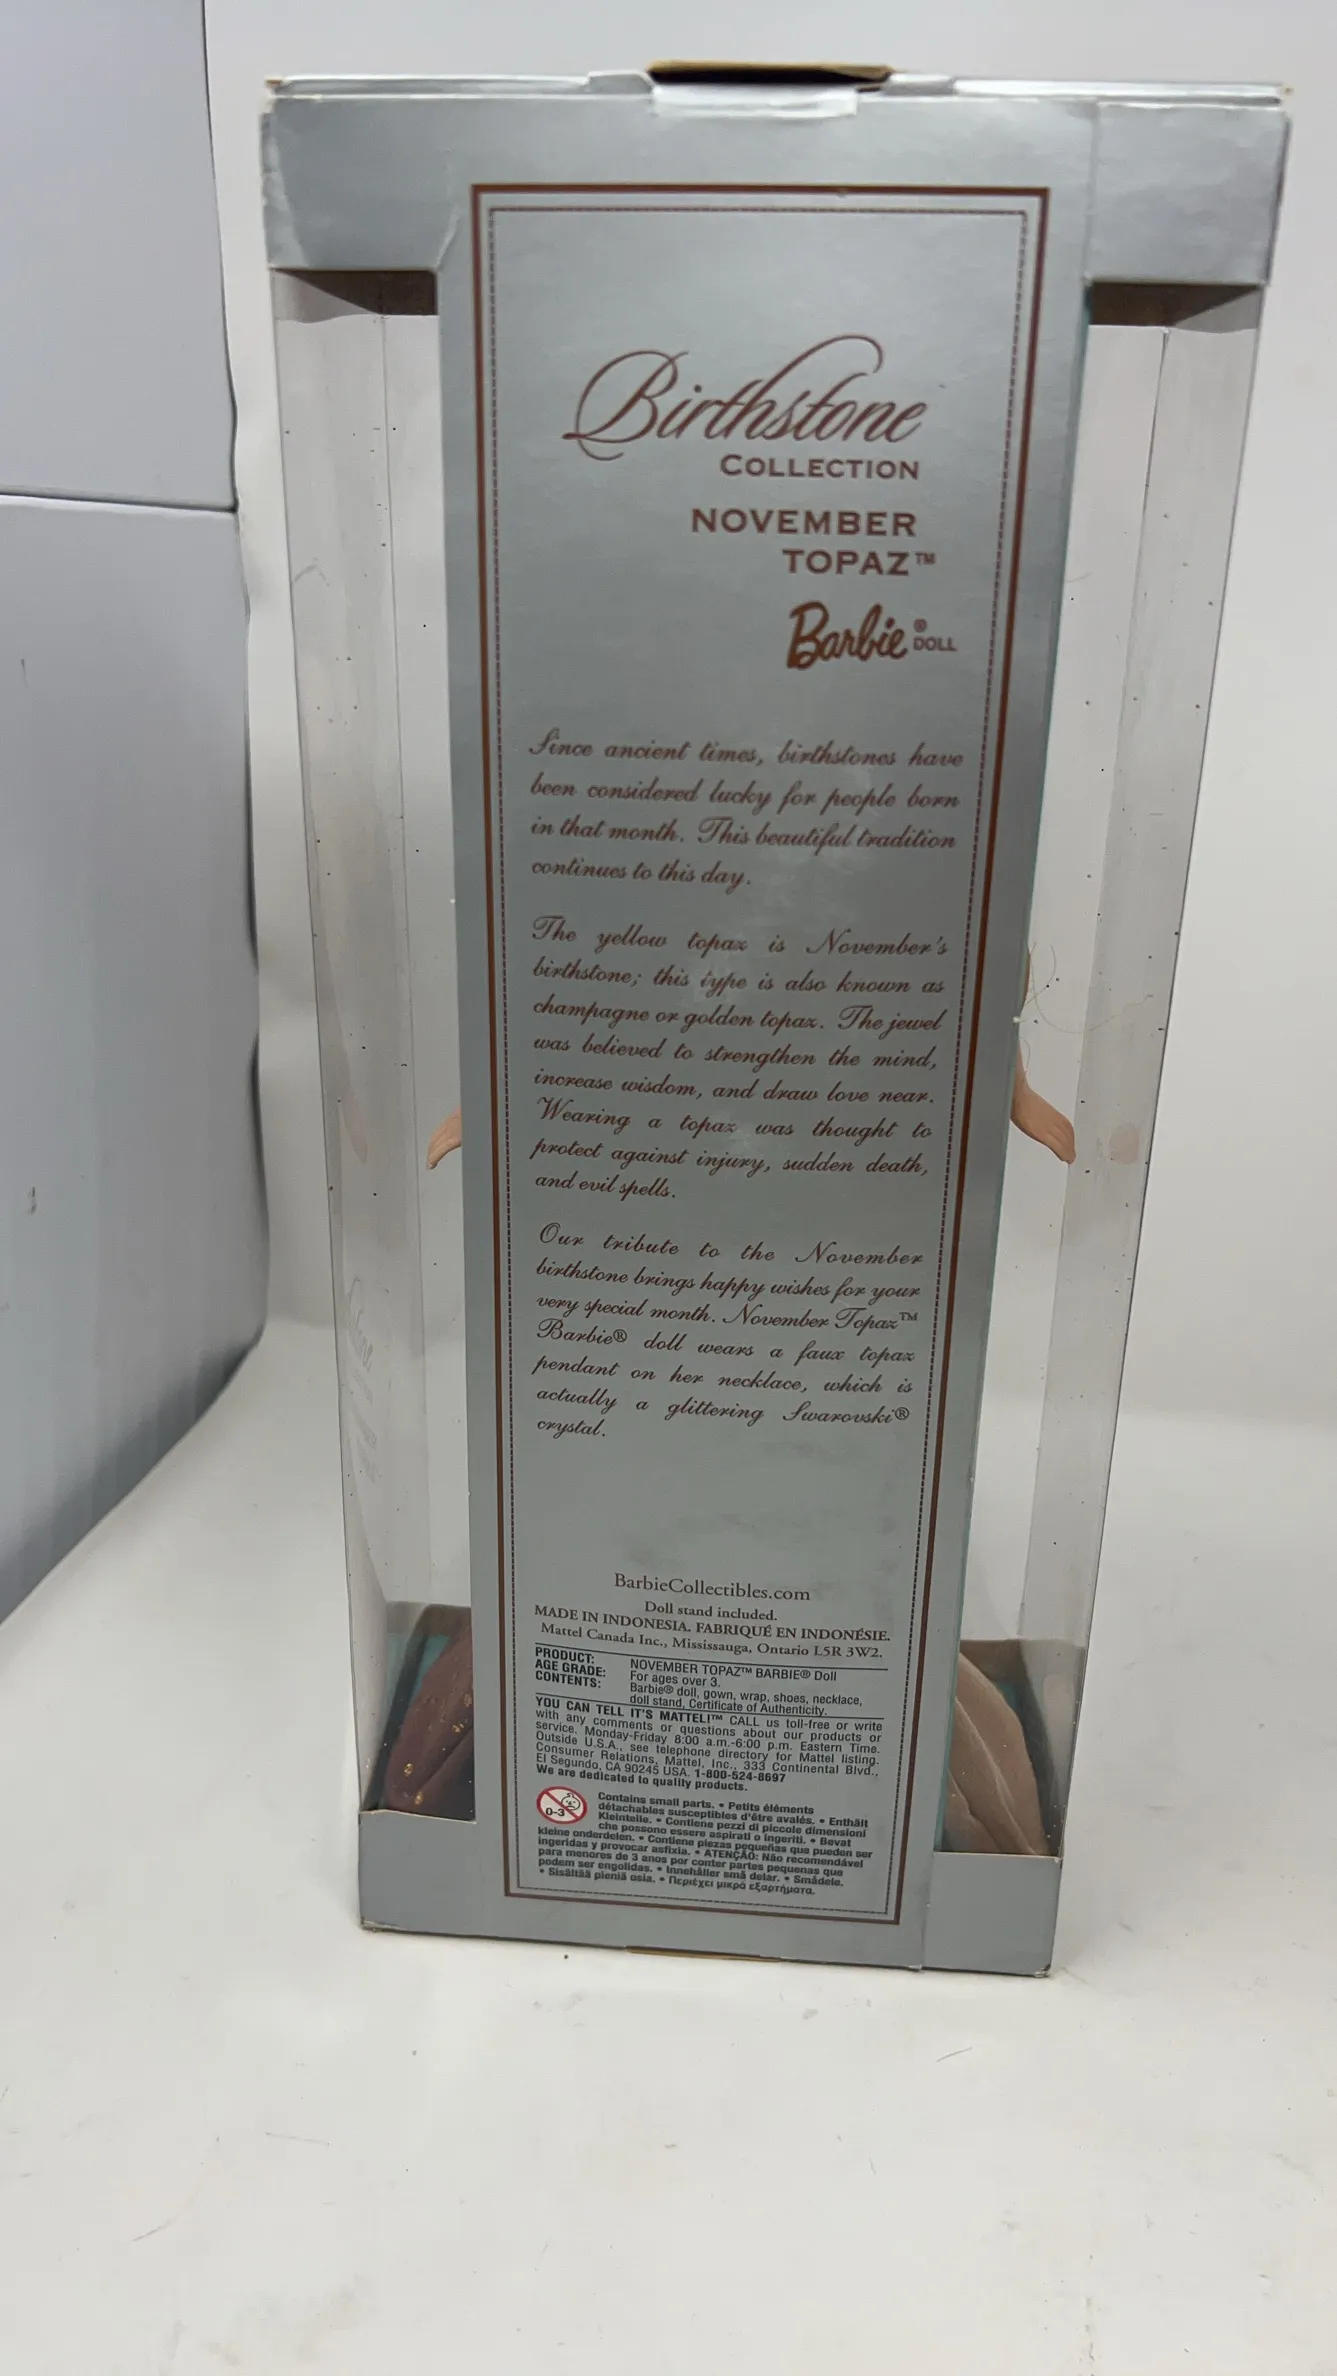 Birthstone
COLLECTION
NOVEMBER
TOPAZ™
Barbie® DOLL
Since ancient times, birthstones have
been considered lucky for people born
in that month. This beautiful tradition
continues to this day.
The yellow topaz is November's
birthstone; this type is also known as
champagne or golden topaz. The jewel
was believed to strengthen the mind,
increase wisdom, and draw love near.
Wearing a topaz was thought to
protect against injury, sudden death,
and evil spells.
Our tribute to the November
birthstone brings happy wishes for your
very special month. November Topaz™
Barbie® doll wears a faux topaz
pendant on her necklace, which is
actually a glittering Swarovski®
crystal.
BarbieCollectibles.com
Doll stand included.
MADE IN INDONESIA. FABRIQUÉ EN INDONÉSIE.
Mattel Canada Inc., Mississauga, Ontario L5R 3W2.
PRODUCT: NOVEMBER TOPAZ™ BARBIE® Doll
AGE GRADE: For ages over 3.
CONTENTS: Barbie® doll, gown, wrap, shoes, necklace,
doll stand, Certificate of Authenticity.
YOU CAN TELL IT'S MATTEL!™ CALL us toll-free or write
with any comments or questions about our products or
service. Monday-Friday 8:00 a.m.-6:00 p.m. Eastern Time.
Outside U.S.A., see telephone directory for Mattel listing.
Consumer Relations, Mattel, Inc., 333 Continental Blvd.,
El Segundo, CA 90245 USA. 1-800-524-8697
We are dedicated to quality products.
0-3
Contains small parts. • Petits éléments
détachables susceptibles d'être avalés. • Enthält
Kleinteile. • Contiene pezzi di piccole dimensioni
che possono essere aspirati o ingeriti. • Bevat
kleine onderdelen. • Contiene piezas pequeñas que pueden ser
ingeridas y provocar asfixia. • ATENÇÃO: Não recomendável
para menores de 3 anos por conter partes pequenas que
podem ser engolidas. • Innehåller små delar. • Smådele.
• Sisältää pieniä osia. • Περιέχει μικρά εξαρτήματα.